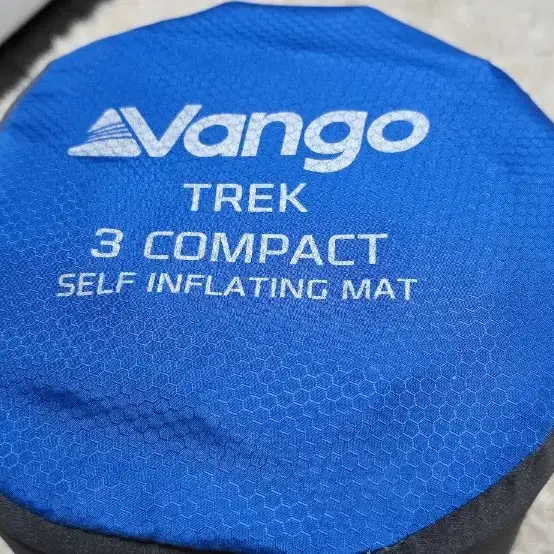 Vango
TREK
3 COMPACT
SELF INFLATING MAT